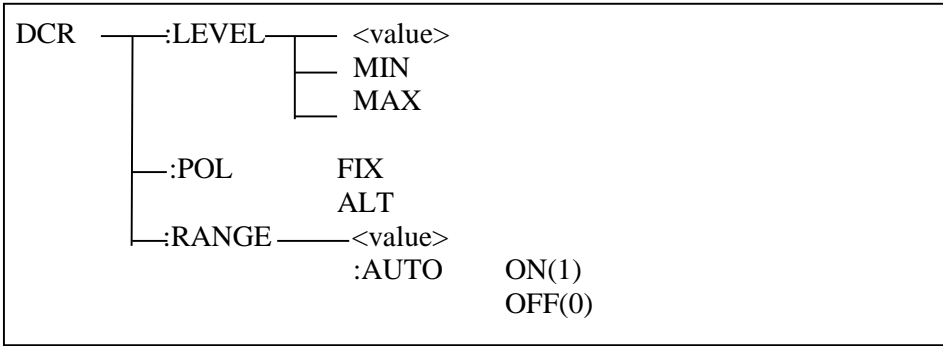 DCR :LEVEL <value>
MIN
MAX
:POL FIX
ALT
:RANGE <value>
:AUTO ON(1)
OFF(0)